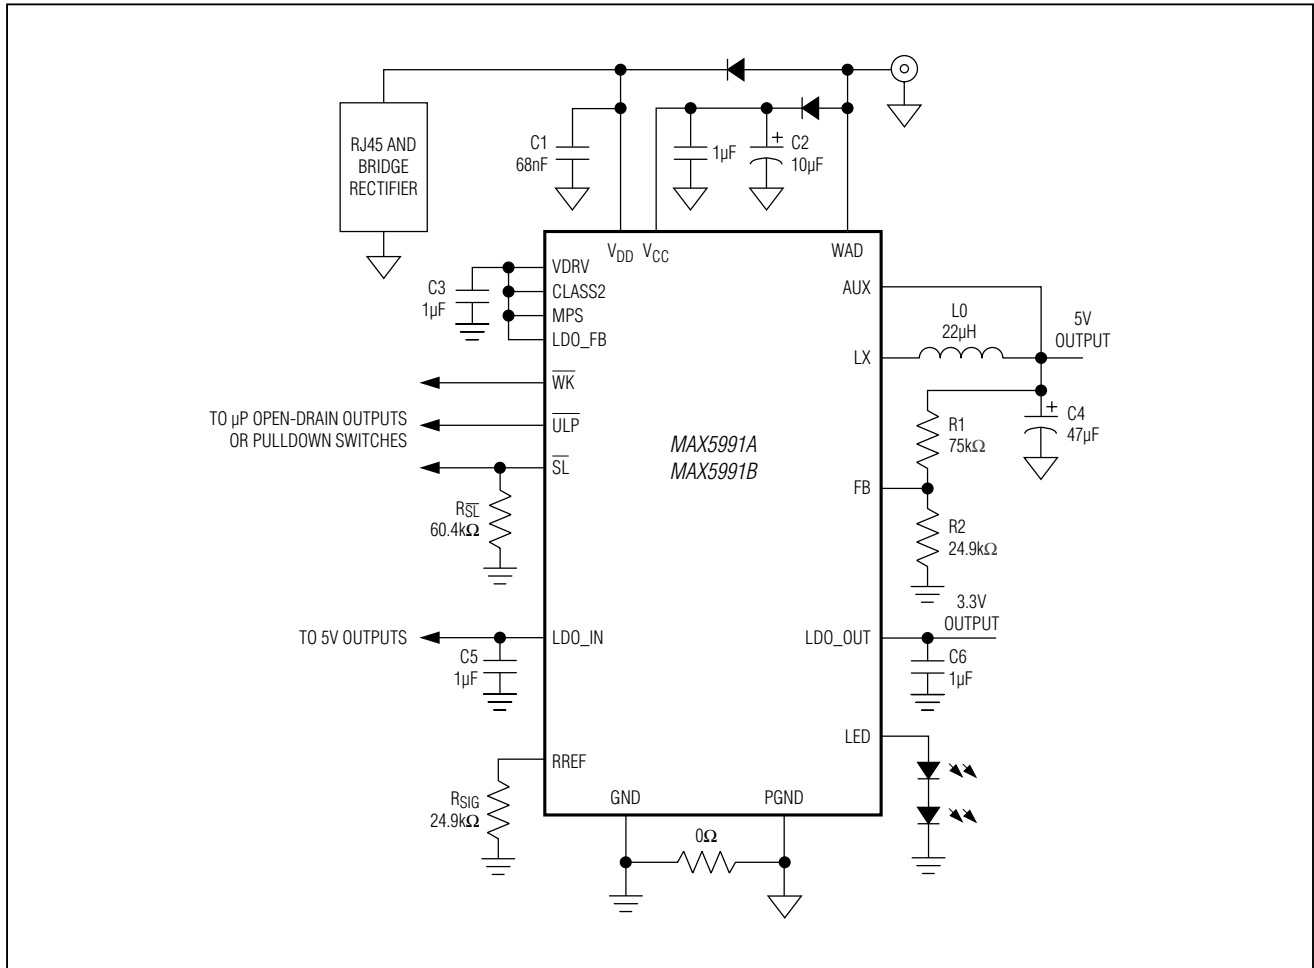 RJ45 AND
BRIDGE
RECTIFIER
C1
68nF
1µF
+
C2
10µF
VDD
VCC
WAD
VDRV
CLASS2
MPS
LDO_FB
C3
1µF
AUX
L0
22µH
5V
OUTPUT
LX
WK
TO µP OPEN-DRAIN OUTPUTS
OR PULLDOWN SWITCHES
ULP
SL
RSL
60.4kΩ
MAX5991A
MAX5991B
R1
75kΩ
+
C4
47µF
FB
R2
24.9kΩ
3.3V
OUTPUT
TO 5V OUTPUTS
LDO_IN
C5
1µF
LDO_OUT
C6
1µF
LED
RREF
RSIG
24.9kΩ
GND
PGND
0Ω